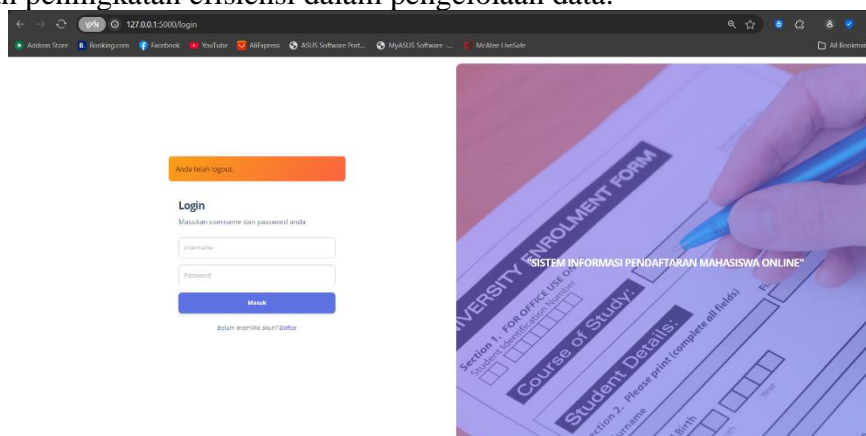 peningkatan efisiensi dalam pengelolaan data.
127.0.0.1:5000/login
Addons Store Booking.com Facebook YouTube AliExpress ASUS Software Port... MyASUS Software -... McAfee LiveSafe All Bookmar
Anda telah logout.
Login
Masukan username dan password anda
Username
Password
Masuk
Belum memiliki akun? Daftar
"SISTEM INFORMASI PENDAFTARAN MAHASISWA ONLINE"
VERSITY ENROLMENT FORM
Section 1. FOR OFFICE USE O
Student Identification Number
Course of Study:
Student Details:
Section 2. Please print (complete all fields)
urname
Birth
Year